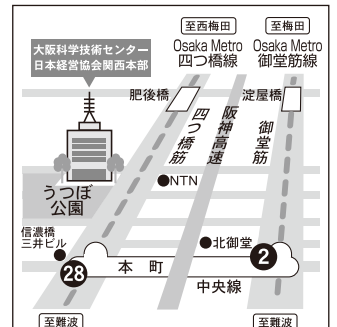 至西梅田
至梅田
Osaka Metro
四つ橋線
Osaka Metro
御堂筋線
大阪科学技術センター
日本経営協会関西本部
肥後橋
淀屋橋
四つ橋筋
阪神高速
御堂筋
NTN
うつぼ
公園
信濃橋
三井ビル
北御堂
28
本町
2
中央線
至難波
至難波